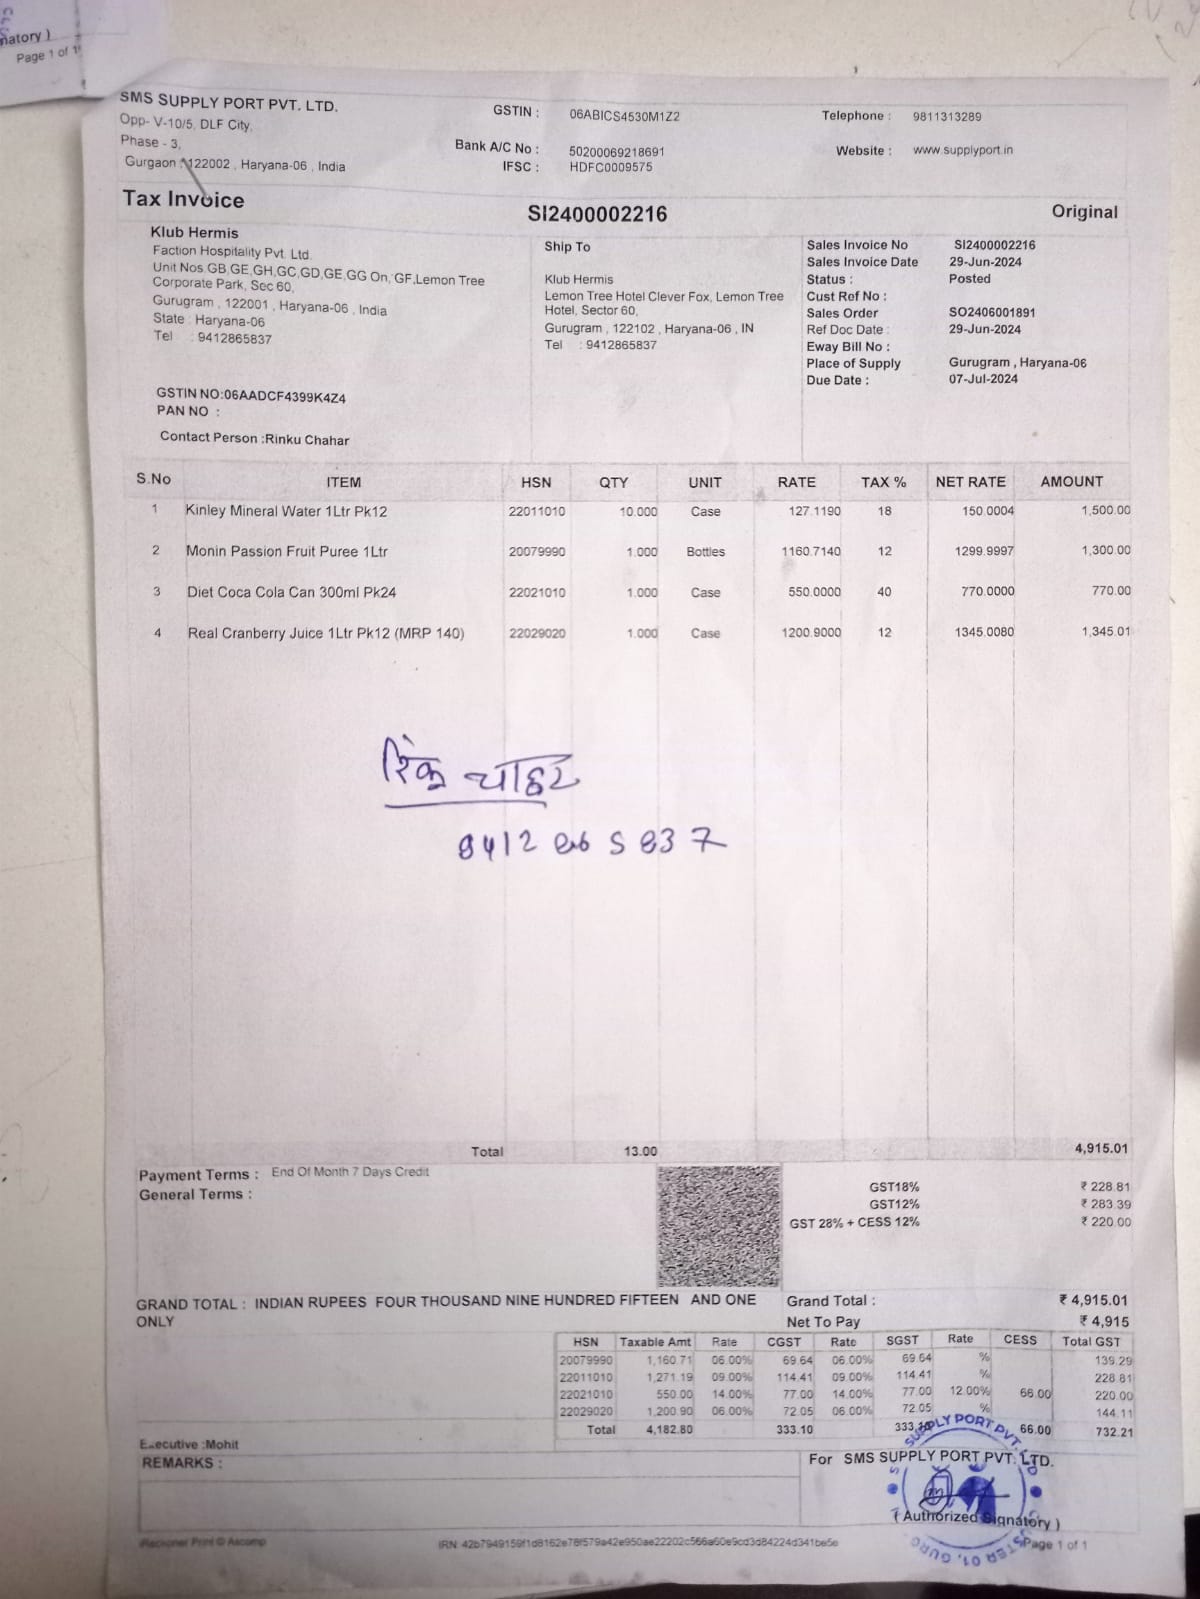 natory )
Page 1 of 1
SMS SUPPLY PORT PVT. LTD.
Opp- V-10/5, DLF City,
Phase - 3,
Gurgaon : 122002 , Haryana-06 , India
GSTIN : 06ABICS4530M1Z2
Bank A/C No : 50200069218691
IFSC : HDFC0009575
Telephone : 9811313289
Website : www.supplyport.in
Tax Invoice
SI2400002216
Original
Klub Hermis
Faction Hospitality Pvt. Ltd.
Unit Nos,GB,GE,GH,GC,GD,GE,GG On, GF,Lemon Tree
Corporate Park, Sec 60,
Gurugram , 122001 , Haryana-06 , India
State : Haryana-06
Tel : 9412865837
GSTIN NO:06AADCF4399K4Z4
PAN NO :
Contact Person :Rinku Chahar
Ship To
Klub Hermis
Lemon Tree Hotel Clever Fox, Lemon Tree
Hotel, Sector 60,
Gurugram , 122102 , Haryana-06 , IN
Tel : 9412865837
Sales Invoice No SI2400002216
Sales Invoice Date 29-Jun-2024
Status : Posted
Cust Ref No :
Sales Order SO2406001891
Ref Doc Date : 29-Jun-2024
Eway Bill No :
Place of Supply Gurugram , Haryana-06
Due Date : 07-Jul-2024
S.No ITEM HSN QTY UNIT RATE TAX % NET RATE AMOUNT
1 Kinley Mineral Water 1Ltr Pk12 22011010 10.000 Case 127.1190 18 150.0004 1,500.00
2 Monin Passion Fruit Puree 1Ltr 20079990 1.000 Bottles 1160.7140 12 1299.9997 1,300.00
3 Diet Coca Cola Can 300ml Pk24 22021010 1.000 Case 550.0000 40 770.0000 770.00
4 Real Cranberry Juice 1Ltr Pk12 (MRP 140) 22029020 1.000 Case 1200.9000 12 1345.0080 1,345.01
रिंकू चाहर
9412865837
Total 13.00 4,915.01
Payment Terms : End Of Month 7 Days Credit
General Terms :
GST18% ₹ 228.81
GST12% ₹ 283.39
GST 28% + CESS 12% ₹ 220.00
GRAND TOTAL : INDIAN RUPEES FOUR THOUSAND NINE HUNDRED FIFTEEN AND ONE
ONLY
Grand Total : ₹ 4,915.01
Net To Pay ₹ 4,915
HSN Taxable Amt Rate CGST Rate SGST Rate CESS Total GST
20079990 1,160.71 06.00% 69.64 06.00% 69.64 % 139.29
22011010 1,271.19 09.00% 114.41 09.00% 114.41 % 228.81
22021010 550.00 14.00% 77.00 14.00% 77.00 12.00% 66.00 220.00
22029020 1,200.90 06.00% 72.05 06.00% 72.05 % 144.11
Total 4,182.80 333.10 333.10 66.00 732.21
Executive :Mohit
REMARKS :
For SMS SUPPLY PORT PVT. LTD.
SUPPLY PORT PVT.
( Authorized Signatory )
Page 1 of 1